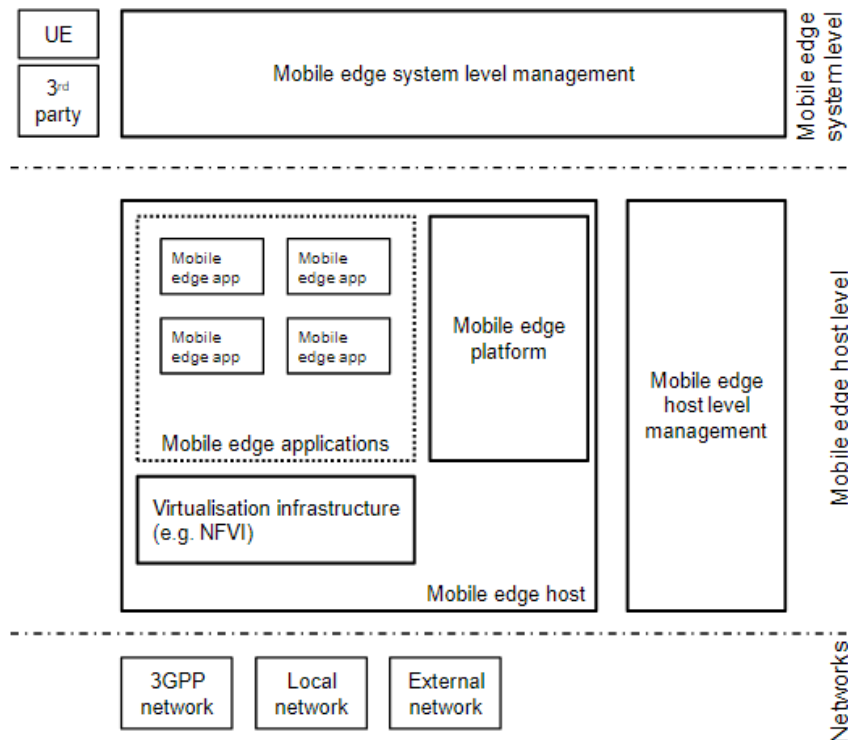 UE
3rd
party
Mobile edge system level management
Mobile edge
system level
Mobile
edge app
Mobile
edge app
Mobile
edge app
Mobile
edge app
Mobile edge applications
Mobile edge
platform
Virtualisation infrastructure
(e.g. NFVI)
Mobile edge host
Mobile edge
host level
management
Mobile edge host level
3GPP
network
Local
network
External
network
Networks